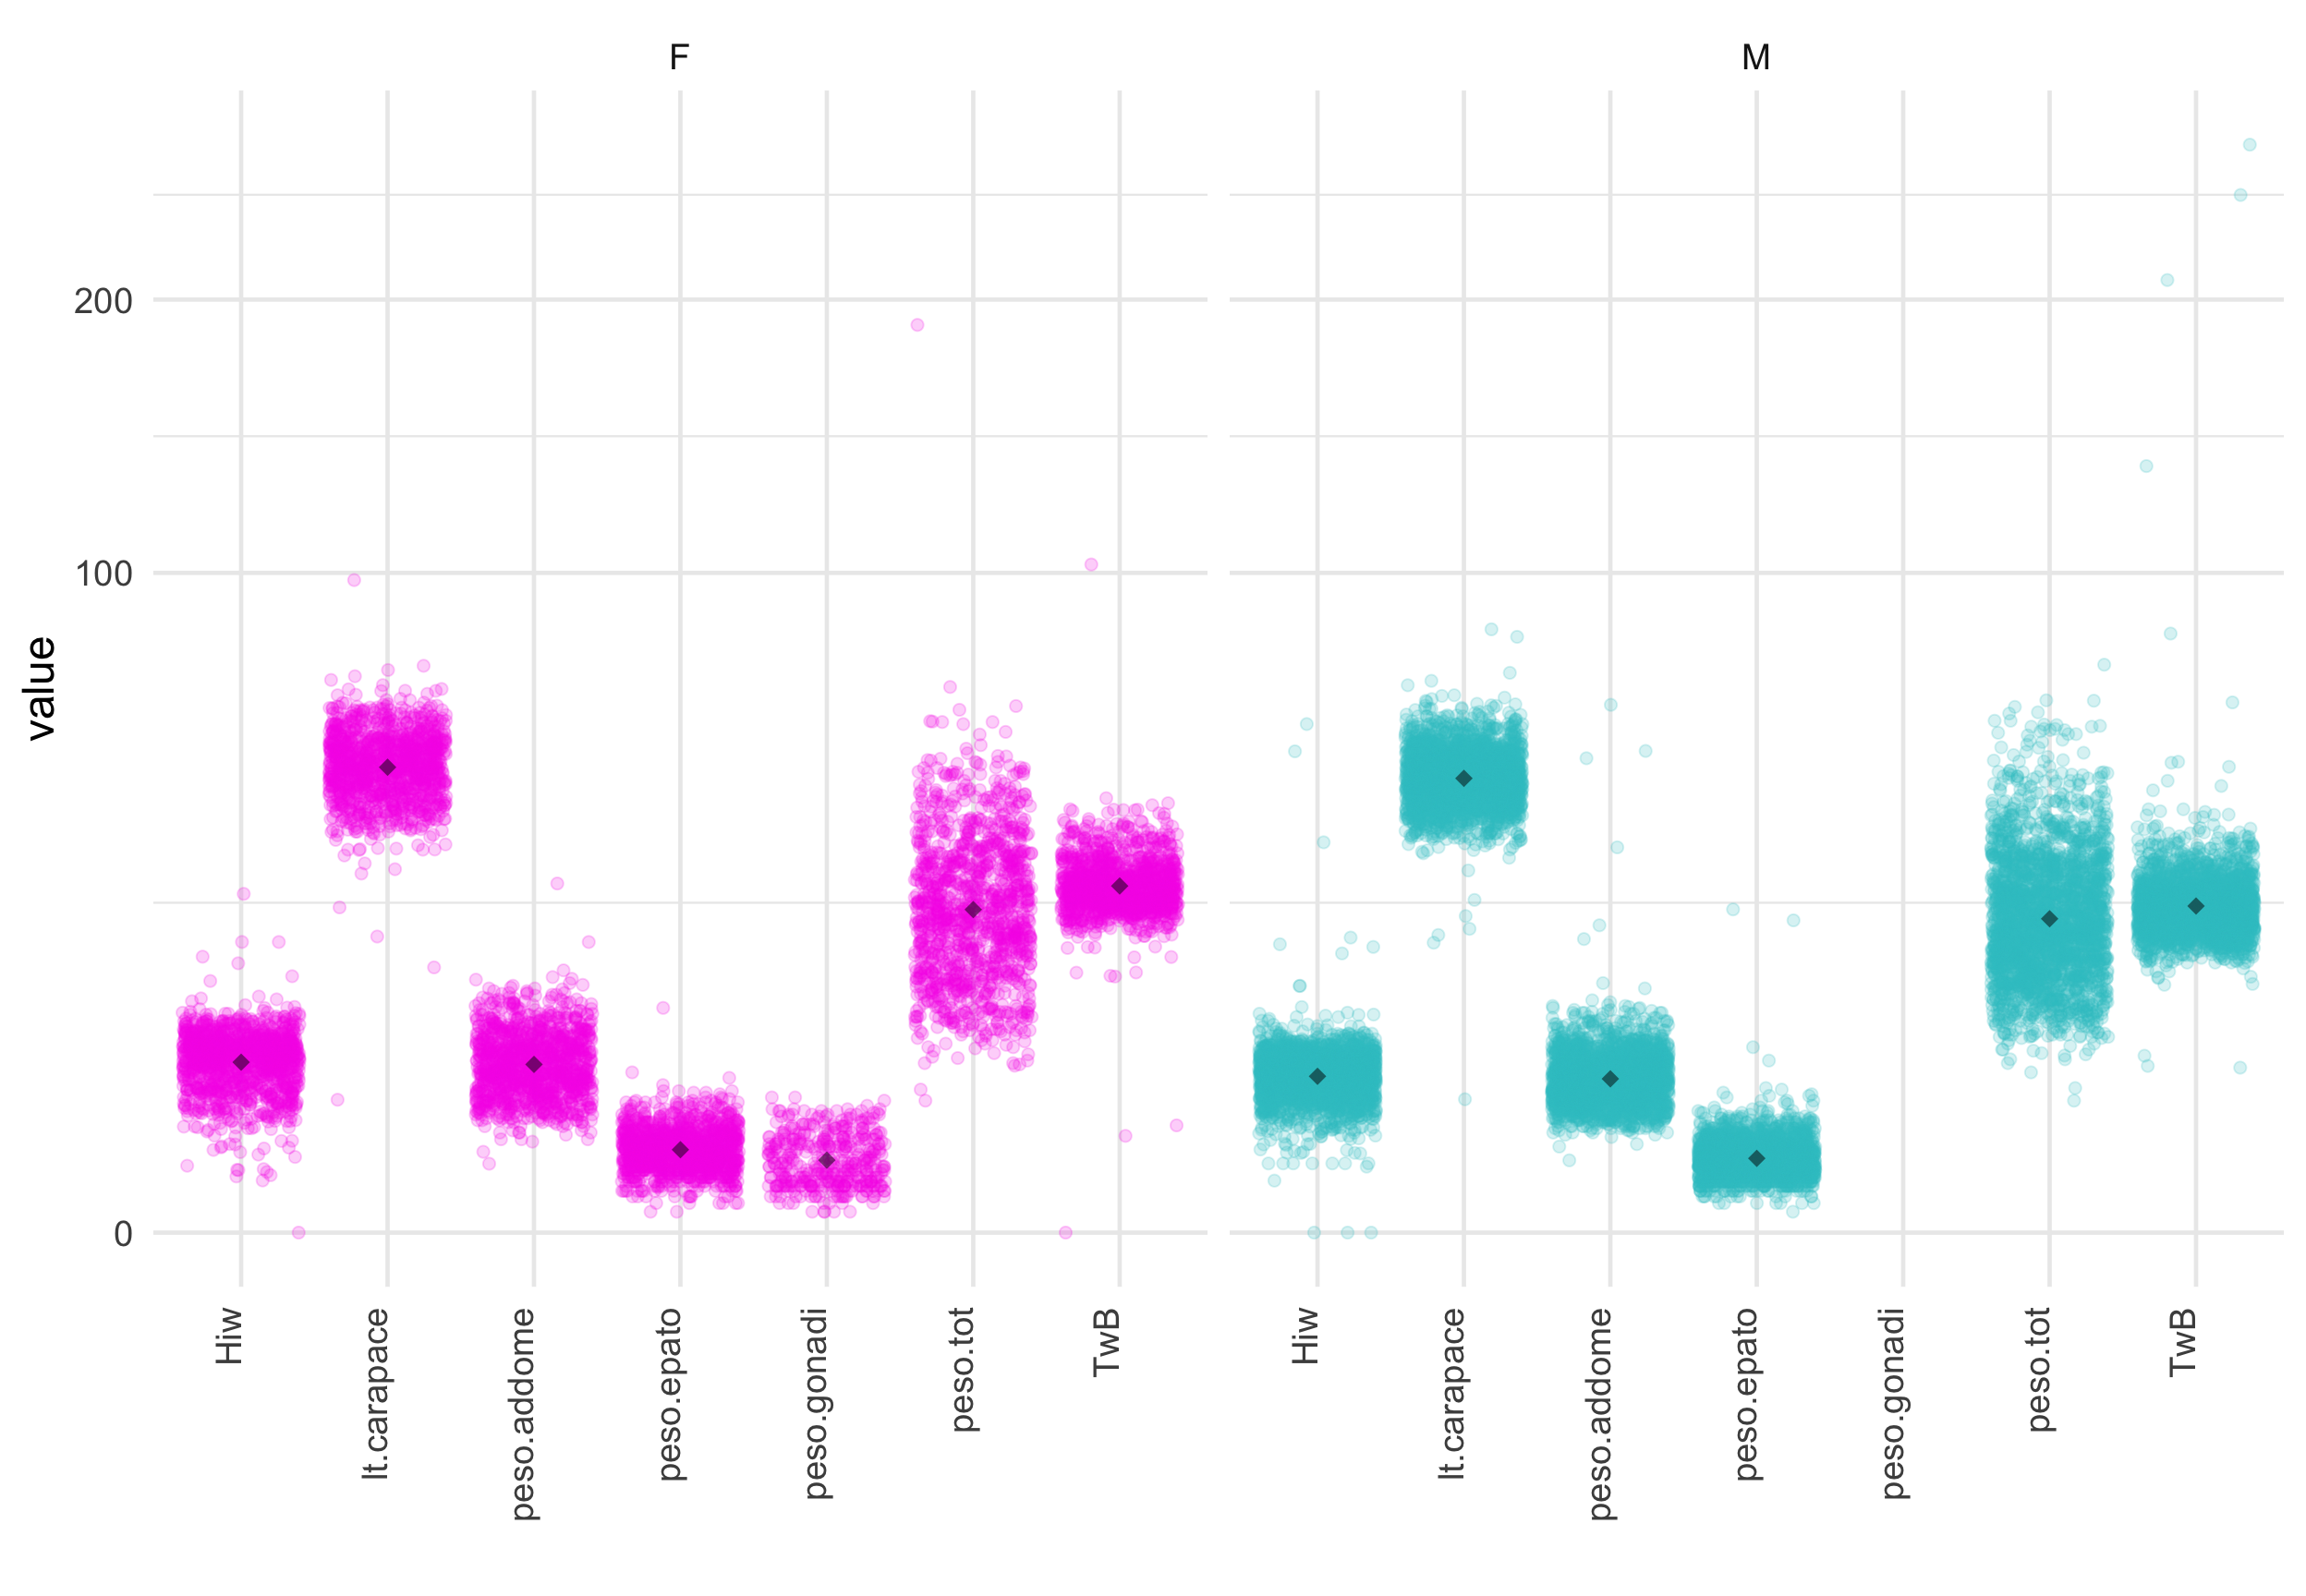 F
M
value
200
100
0
Hiw
lt.carapace
peso.addome
peso.epato
peso.gonadi
peso.tot
TwB
Hiw
lt.carapace
peso.addome
peso.epato
peso.gonadi
peso.tot
TwB